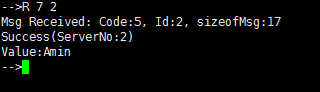 -->R 7 2
Msg Received: Code:5, Id:2, sizeofMsg:17
Success(ServerNo:2)
Value:Amin
-->